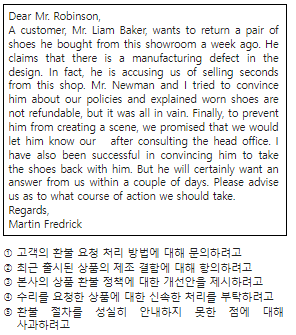 Dear Mr. Robinson,
A customer, Mr. Liam Baker, wants to return a pair of
shoes he bought from this showroom a week ago. He
claims that there is a manufacturing defect in the
design. In fact, he is accusing us of selling seconds
from this shop. Mr. Newman and I tried to convince
him about our policies and explained worn shoes are
not refundable, but it was all in vain. Finally, to prevent
him from creating a scene, we promised that we would
let him know our after consulting the head office. I
have also been successful in convincing him to take
the shoes back with him. But he will certainly want an
answer from us within a couple of days. Please advise
us as to what course of action we should take.
Regards,
Martin Fredrick
① 고객의 환불 요청 처리 방법에 대해 문의하려고
② 최근 출시된 상품의 제조 결함에 대해 항의하려고
③ 본사의 상품 환불 정책에 대한 개선안을 제시하려고
④ 수리를 요청한 상품에 대한 신속한 처리를 부탁하려고
⑤ 환불 절차를 성실히 안내하지 못한 점에 대해
사과하려고